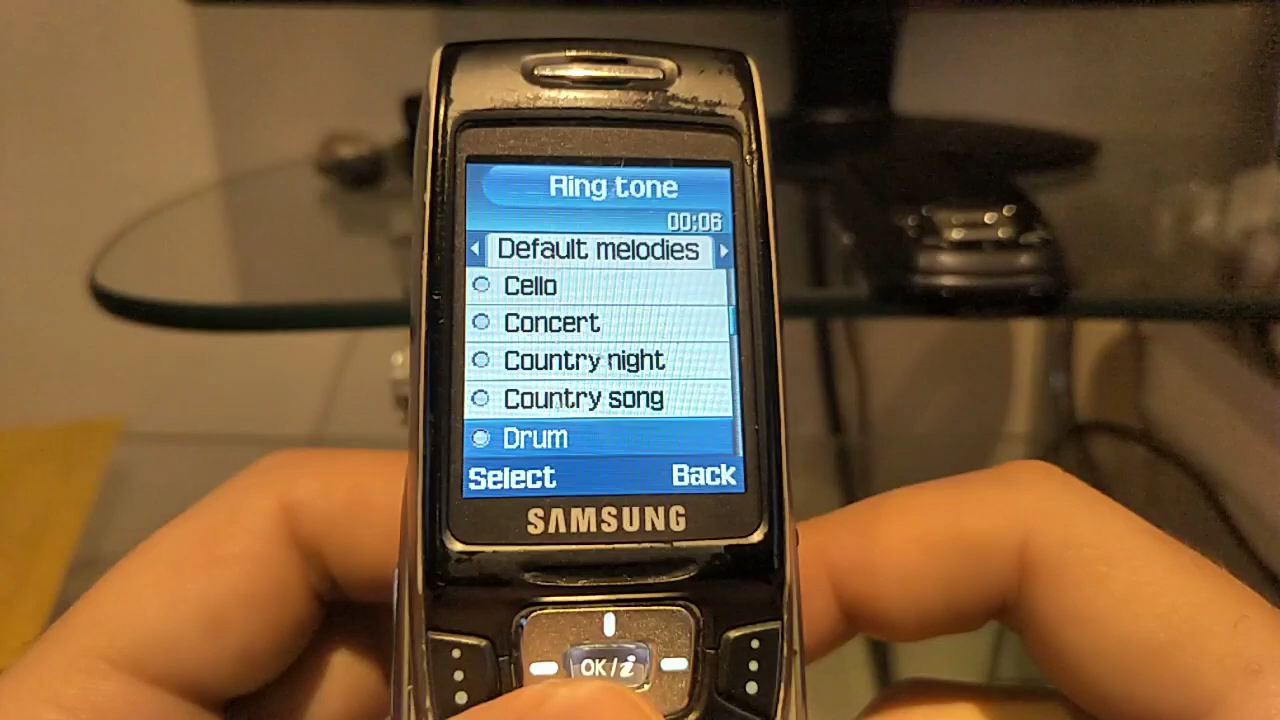 Ring tone
00:06
Default melodies
Cello
Concert
Country night
Country song
Drum
Select Back
SAMSUNG
OK/i